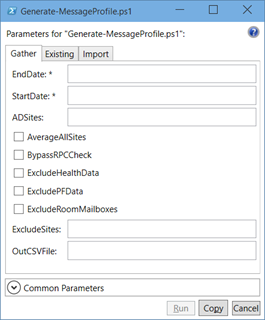 Generate-MessageProfile.ps1
Parameters for "Generate-MessageProfile.ps1":
Gather Existing Import
EndDate: *
StartDate: *
ADSites:
AverageAllSites
BypassRPCCheck
ExcludeHealthData
ExcludePFData
ExcludeRoomMailboxes
ExcludeSites:
OutCSVFile:
Common Parameters
Run Copy Cancel